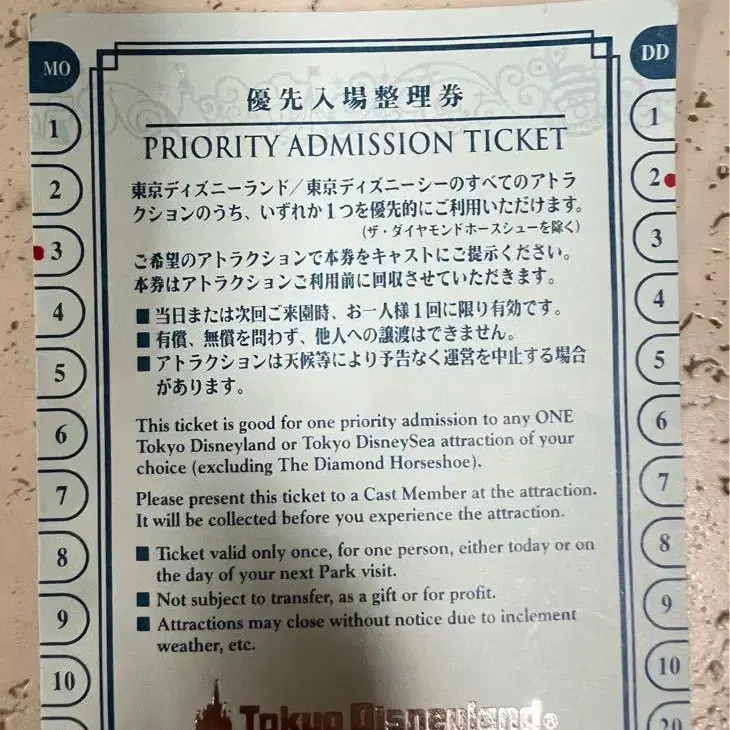 MO
DD
優先入場整理券
PRIORITY ADMISSION TICKET
東京ディズニーランド／東京ディズニーシーのすべてのアトラ
クションのうち、いずれか1つを優先的にご利用いただけます。
（ザ・ダイヤモンドホースシューを除く）
ご希望のアトラクションで本券をキャストにご提示ください。
本券はアトラクションご利用前に回収させていただきます。
■ 当日または次回ご来園時、お一人様1回に限り有効です。
■ 有償、無償を問わず、他人への譲渡はできません。
■ アトラクションは天候等により予告なく運営を中止する場合
があります。
This ticket is good for one priority admission to any ONE
Tokyo Disneyland or Tokyo DisneySea attraction of your
choice (excluding The Diamond Horseshoe).
Please present this ticket to a Cast Member at the attraction.
It will be collected before you experience the attraction.
■ Ticket valid only once, for one person, either today or on
the day of your next Park visit.
■ Not subject to transfer, as a gift or for profit.
■ Attractions may close without notice due to inclement
weather, etc.
Tokyo Disneyland®
1
2
3
4
5
6
7
8
9
10
1
2
3
4
5
6
7
8
9
10
20